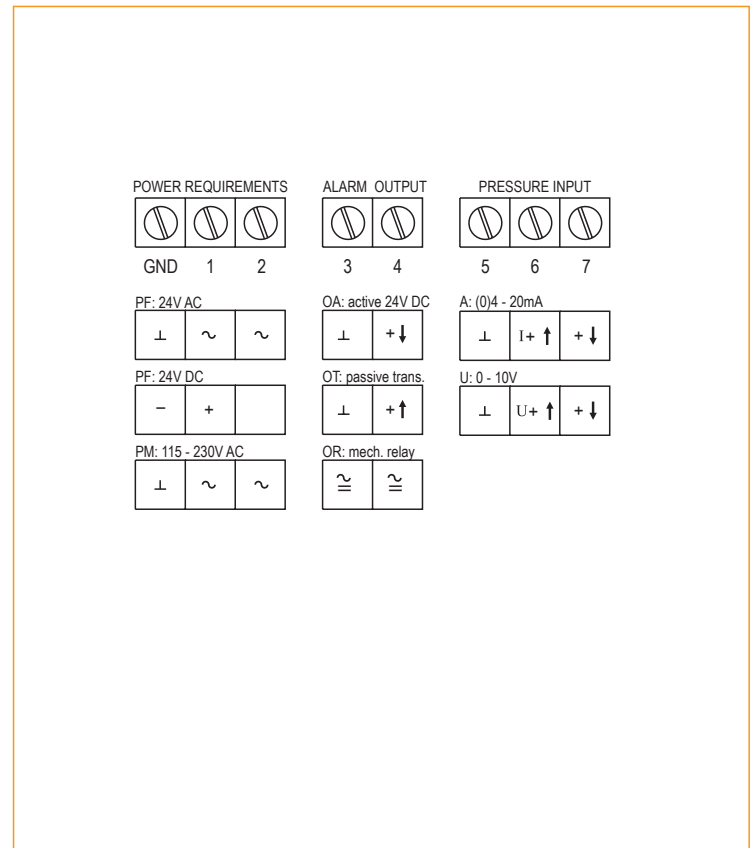 POWER REQUIREMENTS ALARM OUTPUT PRESSURE INPUT
GND 1 2 3 4 5 6 7
PF: 24V AC OA: active 24V DC A: (0)4 - 20mA
⊥ ~ ~ ⊥ +↓ ⊥ I+ ↑ +↓
PF: 24V DC OT: passive trans. U: 0 - 10V
− + ⊥ +↑ ⊥ U+ ↑ +↓
PM: 115 - 230V AC OR: mech. relay
⊥ ~ ~ ≅ ≅